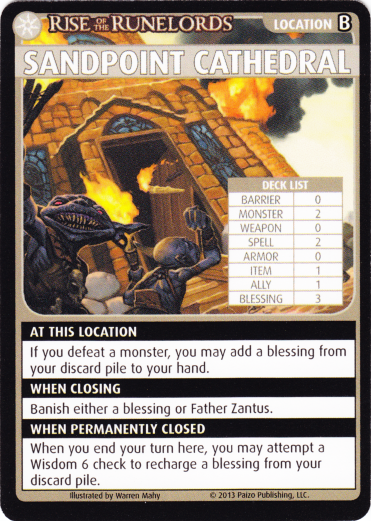 RISE OF THE RUNELORDS LOCATION B
SANDPOINT CATHEDRAL
DECK LIST
BARRIER 0
MONSTER 2
WEAPON 0
SPELL 2
ARMOR 0
ITEM 1
ALLY 1
BLESSING 3
AT THIS LOCATION
If you defeat a monster, you may add a blessing from
your discard pile to your hand.
WHEN CLOSING
Banish either a blessing or Father Zantus.
WHEN PERMANENTLY CLOSED
When you end your turn here, you may attempt a
Wisdom 6 check to recharge a blessing from your
discard pile.
Illustrated by Warren Mahy © 2013 Paizo Publishing, LLC.